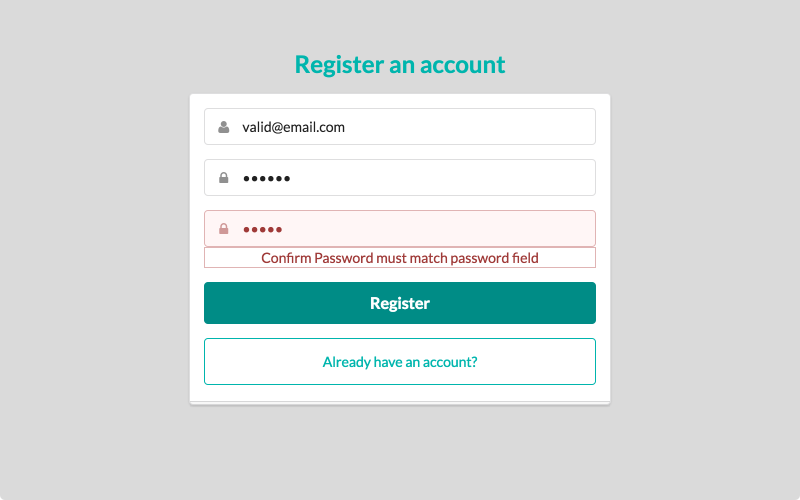 Register an account
valid@email.com
••••••
•••••
Confirm Password must match password field
Register
Already have an account?